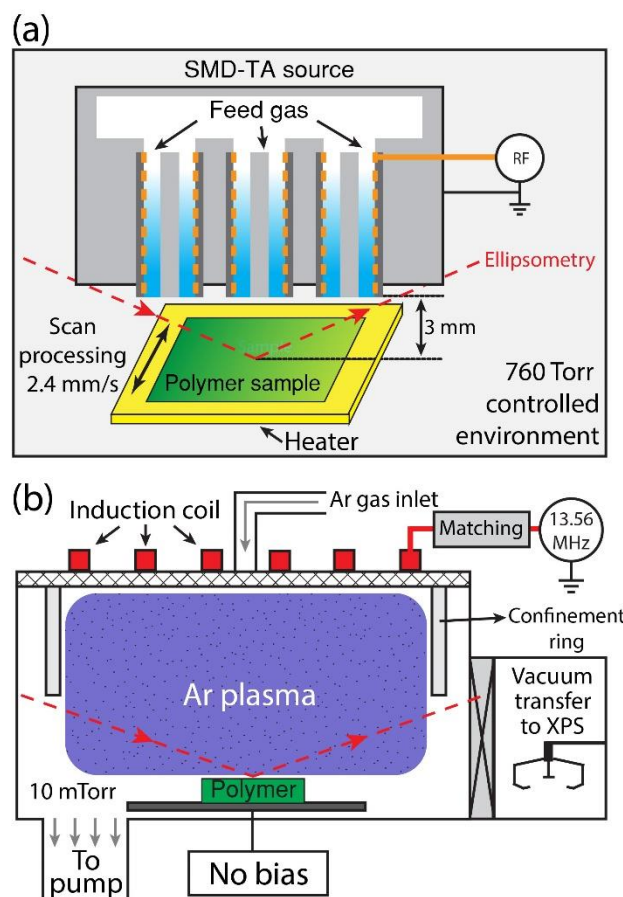 (a)
SMD-TA source
Feed gas
RF
Ellipsometry
3 mm
Scan
processing
2.4 mm/s
Sample
Polymer sample
Heater
760 Torr
controlled
environment
(b)
Induction coil
Ar gas inlet
Matching
13.56
MHz
Confinement
ring
Ar plasma
Vacuum
transfer
to XPS
10 mTorr
Polymer
To
pump
No bias